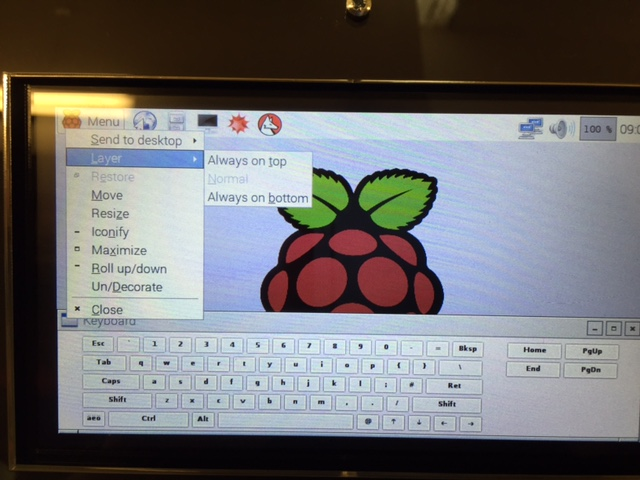 Menu 100 % 09:0
Send to desktop
Layer
Always on top
Restore
Normal
Move
Always on bottom
Resize
Iconify
Maximize
Roll up/down
Un/Decorate
Close
Keyboard
Esc ` 1 2 3 4 5 6 7 8 9 0 - = Bksp Home PgUp
Tab q w e r t y u i o p { } \ End PgDn
Caps a s d f g h j k l ; # Ret
Shift z x c v b n m . . / Shift
äëü Ctrl Alt @ ↑ ↓ ← →